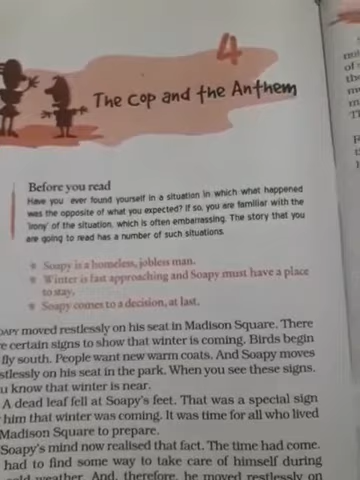 4
The Cop and the Anthem
Before you read
Have you ever found yourself in a situation in which what happened
was the opposite of what you expected? If so, you are familiar with the
'irony' of the situation, which is often embarrassing. The story that you
are going to read has a number of such situations.
Soapy is a homeless, jobless man.
Winter is fast approaching and Soapy must have a place
to stay.
Soapy comes to a decision, at last.
moved restlessly on his seat in Madison Square. There
certain signs to show that winter is coming. Birds begin
fly south. People want new warm coats. And Soapy moves
on his seat in the park. When you see these signs.
know that winter is near.
A dead leaf fell at Soapy's feet. That was a special sign
him that winter was coming. It was time for all who lived
Madison Square to prepare.
Soapy's mind now realised that fact. The time had come.
had to find some way to take care of himself during
weather. And, therefore, he moved restlessly on